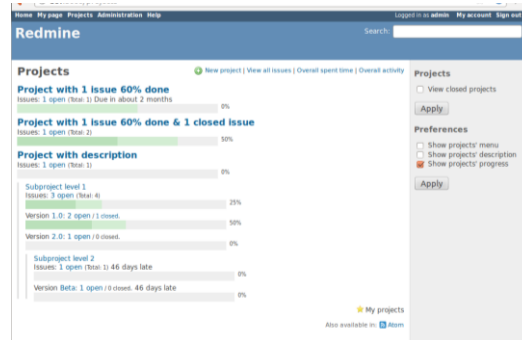 Home My page Projects Administration Help Logged in as admin My account Sign out
Redmine Search:
Projects New project | View all issues | Overall spent time | Overall activity
Project with 1 issue 60% done
Issues: 1 open (Total: 1) Due in about 2 months
0%
Project with 1 issue 60% done & 1 closed issue
Issues: 1 open (Total: 2)
50%
Project with description
Issues: 1 open (Total: 1)
0%
Subproject level 1
Issues: 3 open (Total: 4)
25%
Version 1.0: 2 open / 1 closed.
50%
Version 2.0: 1 open / 0 closed.
0%
Subproject level 2
Issues: 1 open (Total: 1) 46 days late
0%
Version Beta: 1 open / 0 closed. 46 days late
0%
My projects
Also available in: Atom
Projects
View closed projects
Apply
Preferences
Show projects' menu
Show projects' description
Show projects' progress
Apply